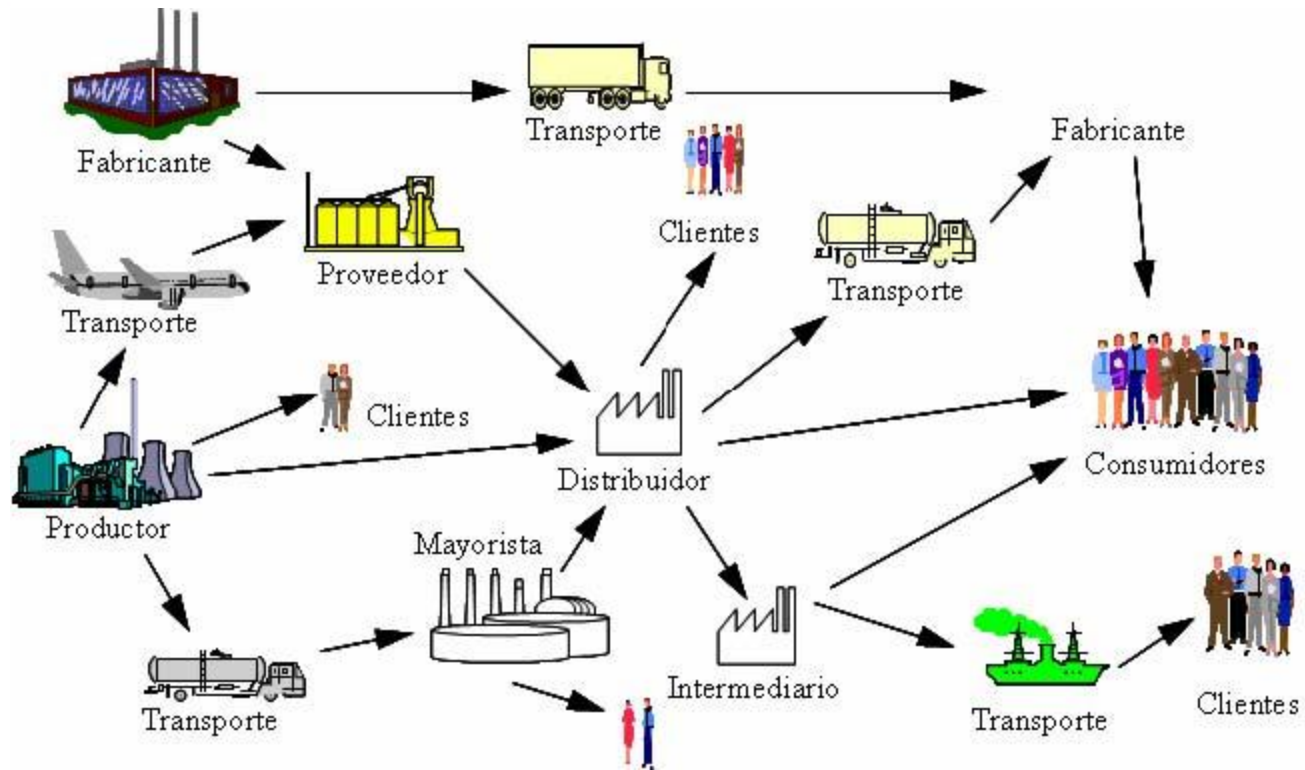 Transporte
Fabricante
Fabricante
Clientes
Proveedor
Transporte
Transporte
Clientes
Consumidores
Distribuidor
Productor
Mayorista
Intermediario
Transporte
Transporte
Clientes